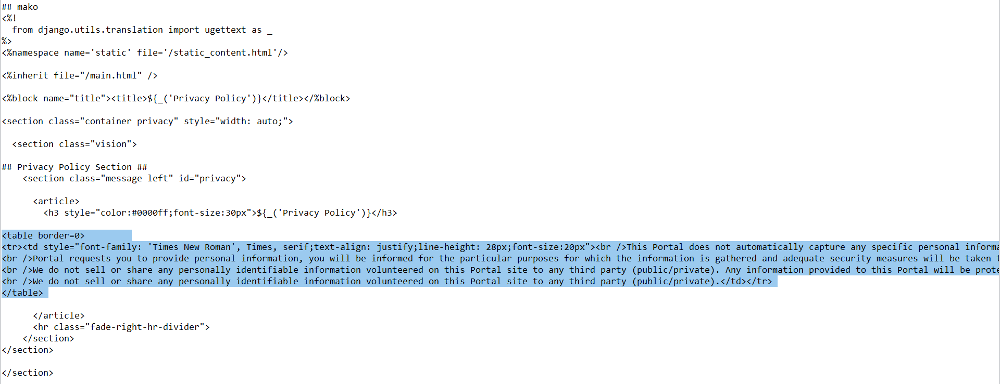 ## mako
<%!
  from django.utils.translation import ugettext as _
%>
<%namespace name='static' file='/static_content.html'/>
<%inherit file="/main.html" />
<%block name="title"><title>${_('Privacy Policy')}</title></%block>
<section class="container privacy" style="width: auto;">
  <section class="vision">
## Privacy Policy Section ##
    <section class="message left" id="privacy">
      <article>
        <h3 style="color:#0000ff;font-size:30px">${_('Privacy Policy')}</h3>
<table border=0>
<tr><td style="font-family: 'Times New Roman', Times, serif;text-align: justify;line-height: 28px;font-size:20px"><br />This Portal does not automatically capture any specific personal
<br />Portal requests you to provide personal information, you will be informed for the particular purposes for which the information is gathered and adequate security measures will be taken
<br />We do not sell or share any personally identifiable information volunteered on this Portal site to any third party (public/private). Any information provided to this Portal will be
<br />We do not sell or share any personally identifiable information volunteered on this Portal site to any third party (public/private).</td></tr>
</table>
      </article>
      <hr class="fade-right-hr-divider">
    </section>
</section>
</section>